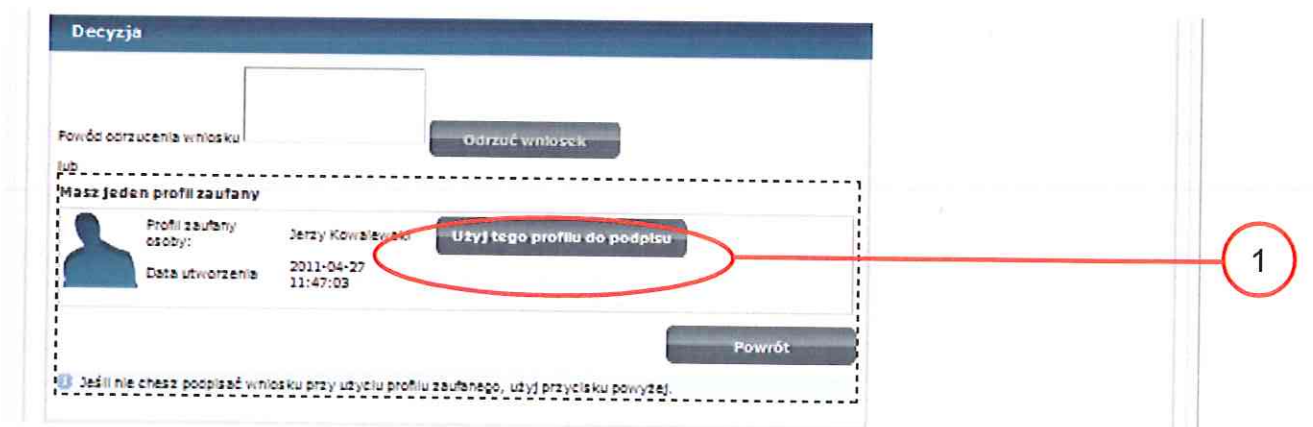 Decyzja
Powód odrzucenia wniosku
Odrzuć wniosek
lub
Masz jeden profil zaufany
Profil zaufany osoby:
Jerzy Kowalewski
Użyj tego profilu do podpisu
Data utworzenia
2011-04-27
11:47:03
1
Powrót
Jeśli nie chesz podpisać wniosku przy użyciu profilu zaufanego, użyj przycisku powyżej.